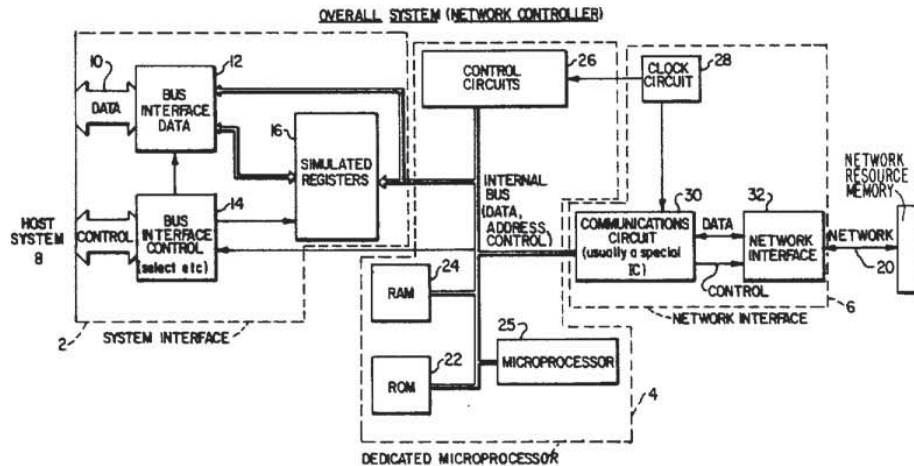 OVERALL SYSTEM (NETWORK CONTROLLER)
10
DATA
12
BUS
INTERFACE
DATA
16
SIMULATED
REGISTERS
CONTROL
CIRCUITS
26
CLOCK
CIRCUIT
28
HOST
SYSTEM
8
CONTROL
14
BUS
INTERFACE
CONTROL
(select etc)
INTERNAL
BUS
(DATA,
ADDRESS,
CONTROL)
30
COMMUNICATIONS
CIRCUIT
(usually a special
IC)
DATA
CONTROL
32
NETWORK
INTERFACE
NETWORK
20
NETWORK
RESOURCE
MEMORY
2
SYSTEM INTERFACE
24
RAM
22
ROM
25
MICROPROCESSOR
NETWORK INTERFACE
6
4
DEDICATED MICROPROCESSOR